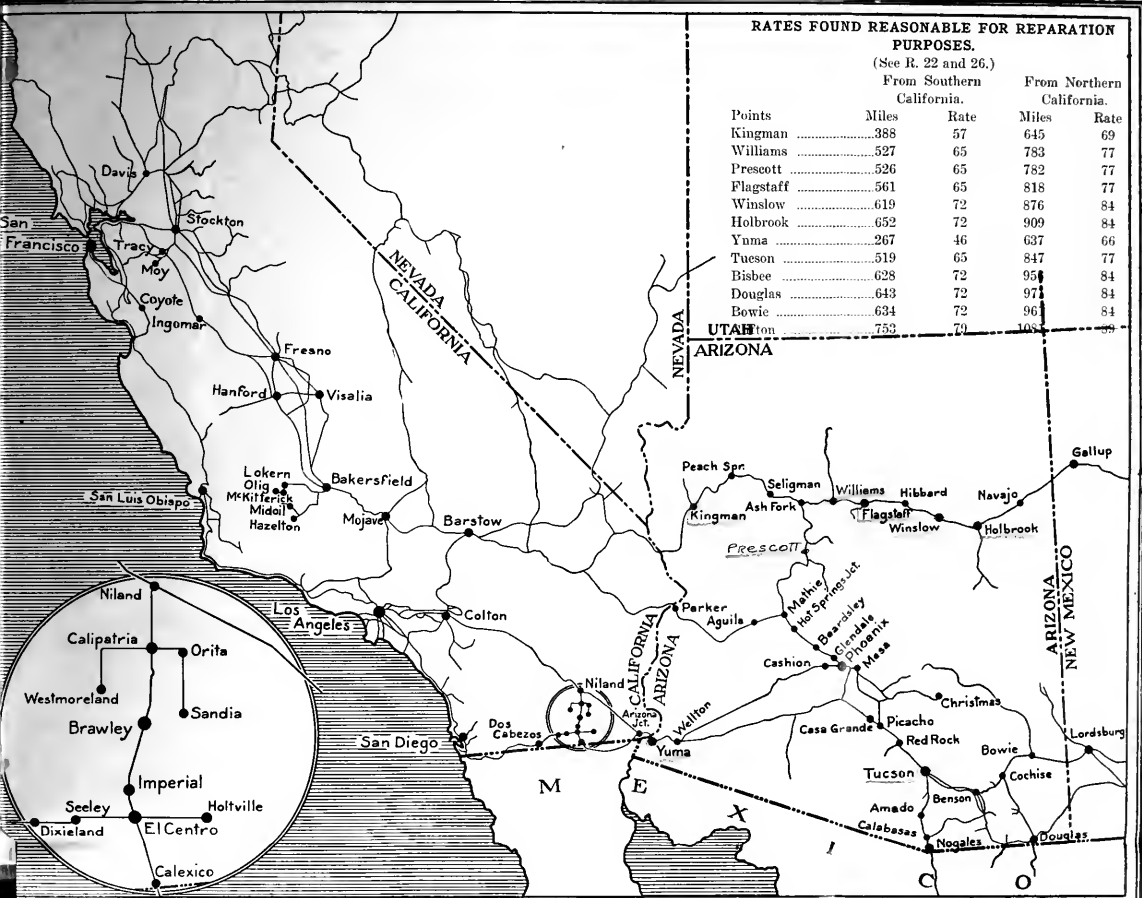 RATES FOUND REASONABLE FOR REPARATION
PURPOSES.
(See R. 22 and 26.)
From Southern From Northern
California. California.
Points Miles Rate Miles Rate
Kingman 388 57 645 69
Williams 527 65 783 77
Prescott 526 65 782 77
Flagstaff 561 65 818 77
Winslow 619 72 876 84
Holbrook 652 72 909 84
Yuma 267 46 637 66
Tucson 519 65 847 77
Bisbee 628 72 84
Douglas 643 72 84
Bowie 634 72 84
753 79
UTAH
ARIZONA
NEVADA
NEVADA
CALIFORNIA
Davis
Stockton
San
Francisco
Tracy
Moy
Coyote
Ingomar
Fresno
Hanford
Visalia
Lokern
Olig
McKitterick
Midoil
Hazelton
Bakersfield
San Luis Obispo
Mojave
Barstow
Los
Angeles
Colton
Peach Spr.
Kingman
Seligman
Ash Fork
Williams
Flagstaff
Hibbard
Winslow
Navajo
Holbrook
Gallup
PRESCOTT
Parker
Aguila
Mathie
Hot Springs Jct.
Beardsley
Glendale
Phoenix
Mesa
Cashion
CALIFORNIA
ARIZONA
ARIZONA
NEW MEXICO
Christmas
Casa Grande
Picacho
Red Rock
Tucson
Bowie
Lordsburg
Cochise
Benson
Amado
Calabasas
Nogales
Douglas
Niland
Arizona
Jct.
Wellton
Yuma
Dos
Cabezos
San Diego
M E X I C O
Niland
Calipatria
Orita
Westmoreland
Sandia
Brawley
Imperial
Seeley
Holtville
Dixieland
El Centro
Calexico